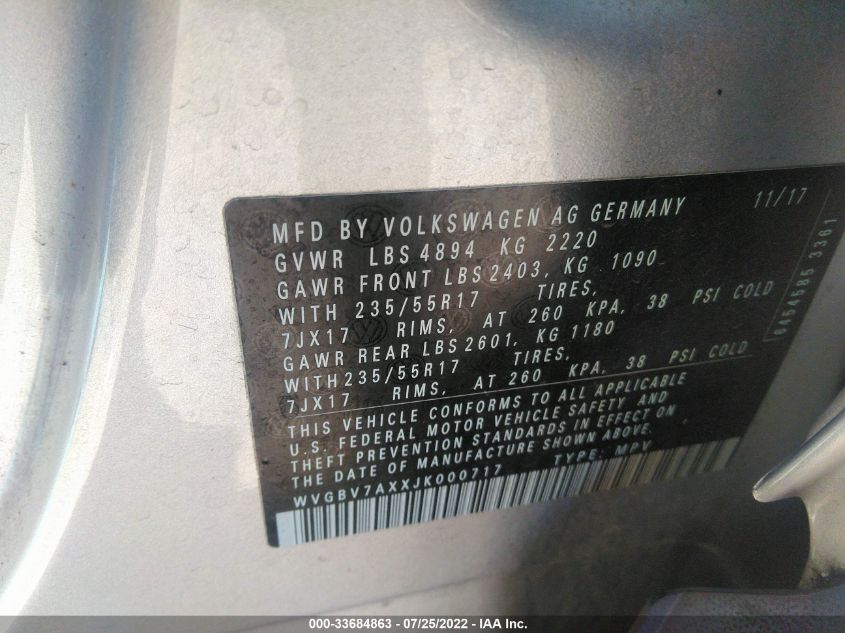 MFD BY VOLKSWAGEN AG GERMANY 11/17
GVWR LBS 4894 KG 2220
GAWR FRONT LBS 2403, KG 1090
WITH 235/55R17 TIRES,
7JX17 RIMS, AT 260 KPA, 38 PSI COLD
GAWR REAR LBS 2601, KG 1180
WITH 235/55R17 TIRES,
7JX17 RIMS, AT 260 KPA, 38 PSI COLD
THIS VEHICLE CONFORMS TO ALL APPLICABLE
U.S. FEDERAL MOTOR VEHICLE SAFETY AND
THEFT PREVENTION STANDARDS IN EFFECT ON
THE DATE OF MANUFACTURE SHOWN ABOVE.
WVGBV7AXXJK000717 TYPE: MPV
3361
000-33684863 - 07/25/2022 - IAA Inc.